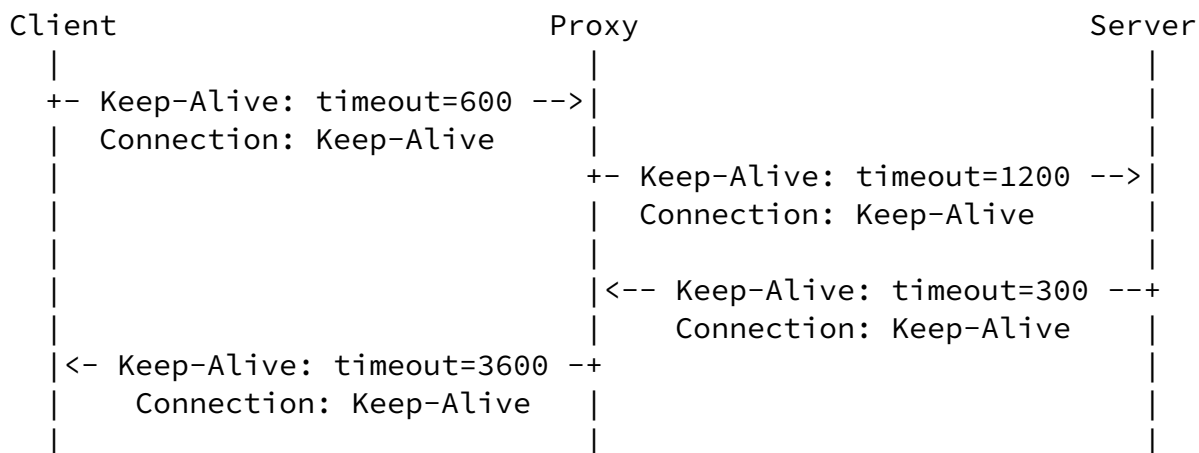 Client Proxy Server
Keep-Alive: timeout=600
Connection: Keep-Alive
Keep-Alive: timeout=1200
Connection: Keep-Alive
Keep-Alive: timeout=300
Connection: Keep-Alive
Keep-Alive: timeout=3600
Connection: Keep-Alive